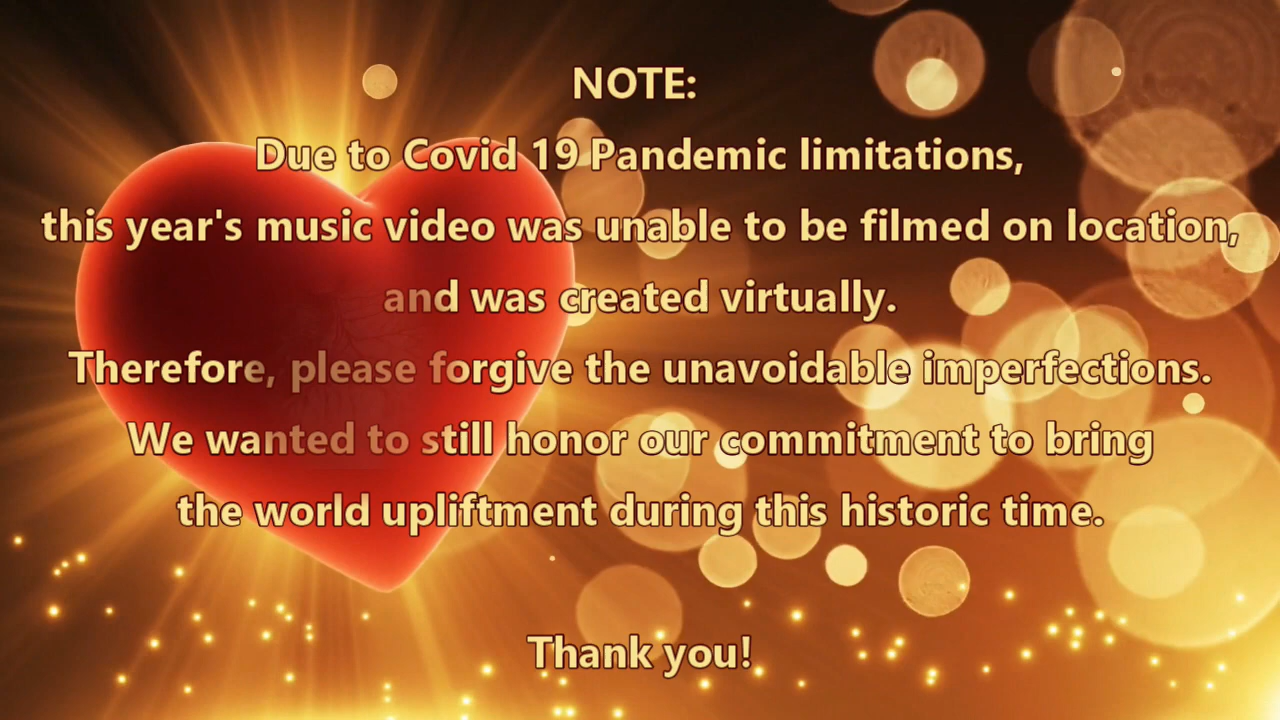 NOTE:
Due to Covid 19 Pandemic limitations,
this year's music video was unable to be filmed on location,
and was created virtually.
Therefore, please forgive the unavoidable imperfections.
We wanted to still honor our commitment to bring
the world upliftment during this historic time.
Thank you!